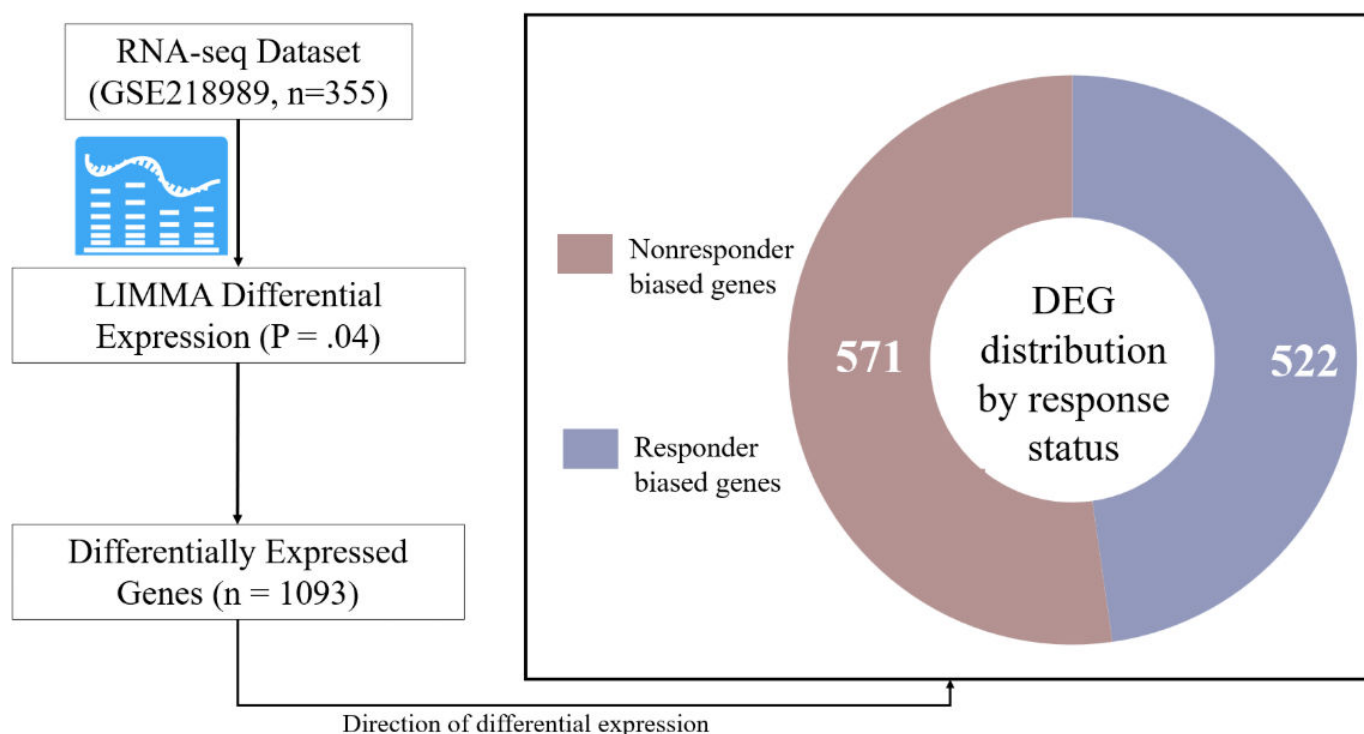 RNA-seq Dataset
(GSE218989, n=355)
LIMMA Differential
Expression (P = .04)
Differentially Expressed
Genes (n = 1093)
Direction of differential expression
Nonresponder
biased genes
Responder
biased genes
571
DEG
distribution
by response
status
522